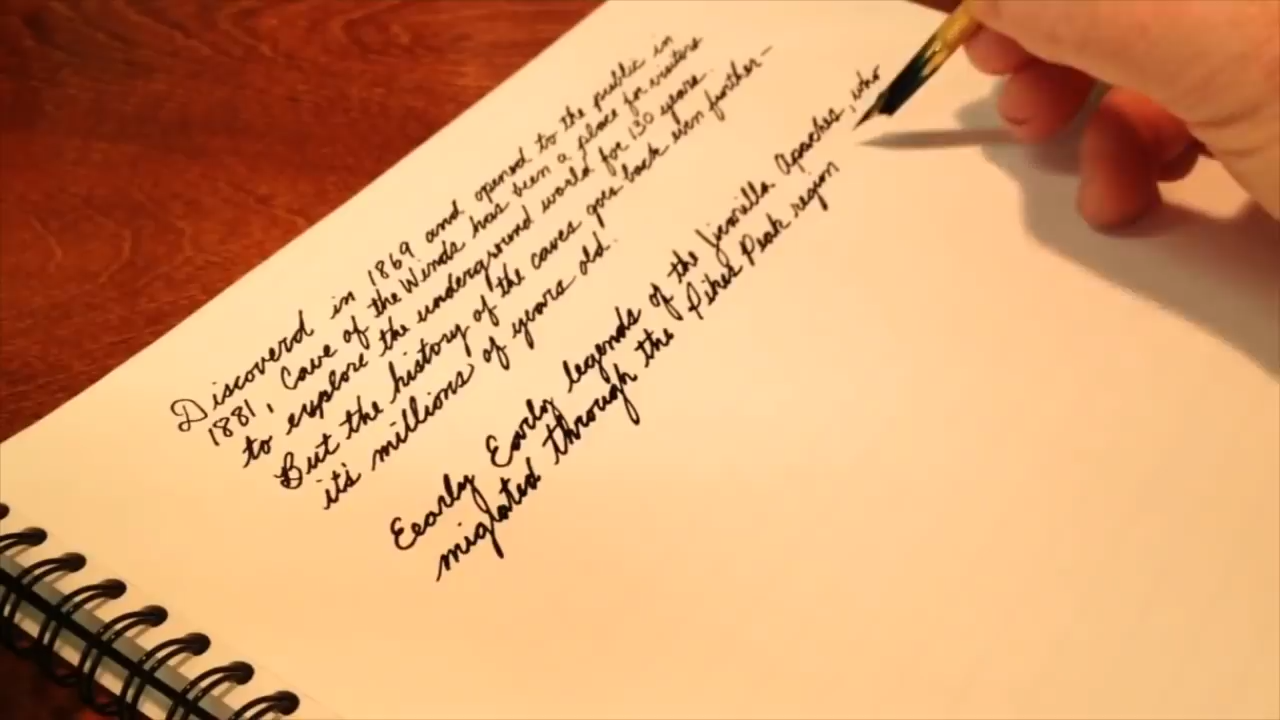 Discoverd in 1869 and opened to the public in
1881, Cave of the Winds has been a place for visitors
to explore the underground world for 130 years.
But the history of the caves goes back even further –
it's millions of years old.
Eearly Early legends of the Jicarilla Apaches, who
migrated through the Pikes Peak region